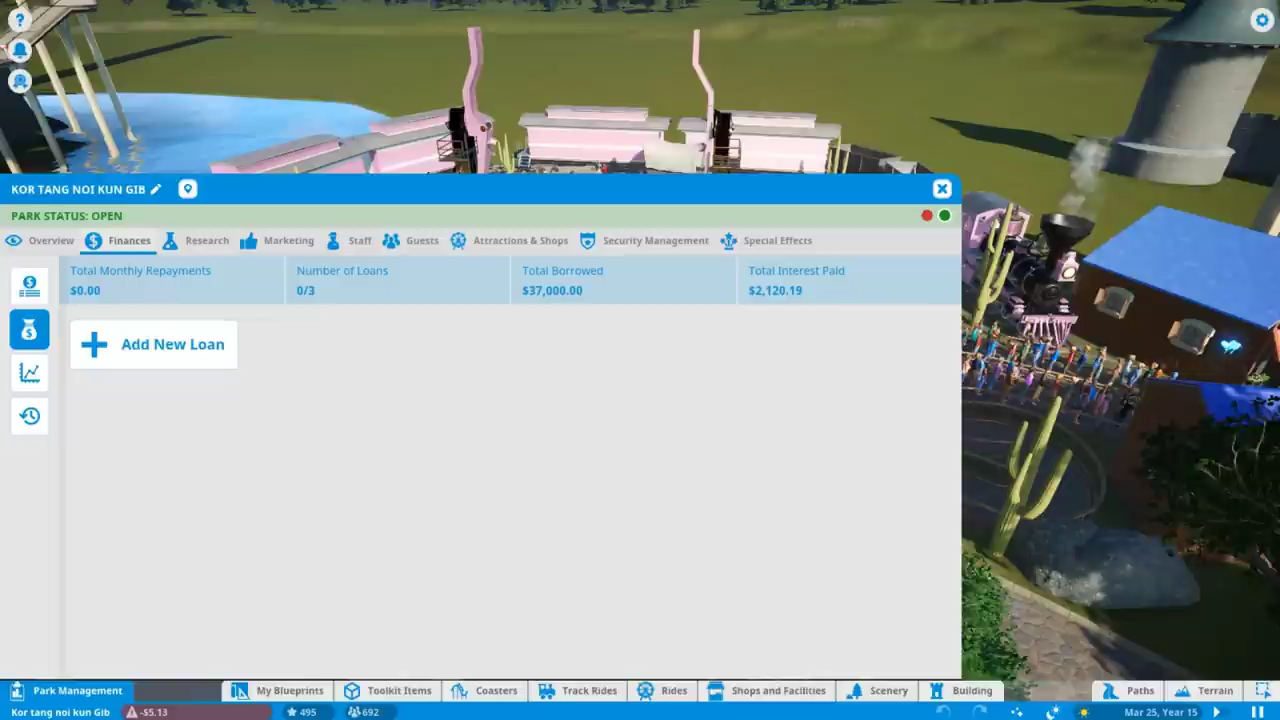 KOR TANG NOI KUN GIB
PARK STATUS: OPEN
Overview Finances Research Marketing Staff Guests Attractions & Shops Security Management Special Effects
Total Monthly Repayments Number of Loans Total Borrowed Total Interest Paid
$0.00 0/3 $37,000.00 $2,120.19
Add New Loan
Park Management My Blueprints Toolkit Items Coasters Track Rides Rides Shops and Facilities Scenery Building Paths Terrain
Kor tang noi kun Gib -$5.13 495 692 Mar 25, Year 15